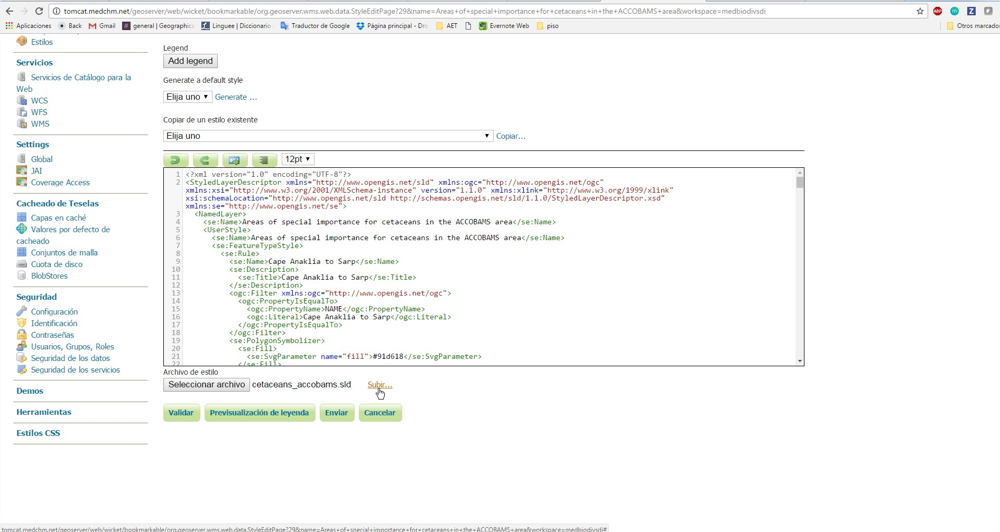 tomcat.medchm.net/geoserver/web/wicket/bookmarkable/org.geoserver.wms.web.data.StyleEditPage?29&name=Areas+of+special+importance+for+cetaceans+in+the+ACCOBAMS+area&workspace=medbiodivsdi
ABP m Z
Aplicaciones Back Gmail # general | Geographica Linguee | Diccionario Traductor de Google Página principal - Dro AET Evernote Web piso Otros marcador
Estilos
Servicios
Servicios de Catálogo para la
Web
WCS
WFS
WMS
Settings
Global
JAI
Coverage Access
Cacheado de Teselas
Capas en caché
Valores por defecto de
cacheado
Conjuntos de malla
Cuota de disco
BlobStores
Seguridad
Configuración
Identificación
Contraseñas
Usuarios, Grupos, Roles
Seguridad de los datos
Seguridad de los servicios
Demos
Herramientas
Estilos CSS
Legend
Add legend
Generate a default style
Elija uno Generate ...
Copiar de un estilo existente
Elija uno Copiar...
12pt
1 <?xml version="1.0" encoding="UTF-8"?>
2 <StyledLayerDescriptor xmlns="http://www.opengis.net/sld" xmlns:ogc="http://www.opengis.net/ogc"
xmlns:xsi="http://www.w3.org/2001/XMLSchema-instance" version="1.1.0" xmlns:xlink="http://www.w3.org/1999/xlink"
xsi:schemaLocation="http://www.opengis.net/sld http://schemas.opengis.net/sld/1.1.0/StyledLayerDescriptor.xsd"
xmlns:se="http://www.opengis.net/se">
3 <NamedLayer>
4 <se:Name>Areas of special importance for cetaceans in the ACCOBAMS area</se:Name>
5 <UserStyle>
6 <se:Name>Areas of special importance for cetaceans in the ACCOBAMS area</se:Name>
7 <se:FeatureTypeStyle>
8 <se:Rule>
9 <se:Name>Cape Anaklia to Sarp</se:Name>
10 <se:Description>
11 <se:Title>Cape Anaklia to Sarp</se:Title>
12 </se:Description>
13 <ogc:Filter xmlns:ogc="http://www.opengis.net/ogc">
14 <ogc:PropertyIsEqualTo>
15 <ogc:PropertyName>NAME</ogc:PropertyName>
16 <ogc:Literal>Cape Anaklia to Sarp</ogc:Literal>
17 </ogc:PropertyIsEqualTo>
18 </ogc:Filter>
19 <se:PolygonSymbolizer>
20 <se:Fill>
21 <se:SvgParameter name="fill">#91d618</se:SvgParameter>
22 </se:Fill>
Archivo de estilo
Seleccionar archivo cetaceans_accobams.sld Subir...
Validar Previsualización de leyenda Enviar Cancelar
tomcat.medchm.net/geoserver/web/wicket/bookmarkable/org.geoserver.wms.web.data.StyleEditPage?29&name=Areas+of+special+importance+for+cetaceans+in+the+ACCOBAMS+area&workspace=medbiodivsdi#